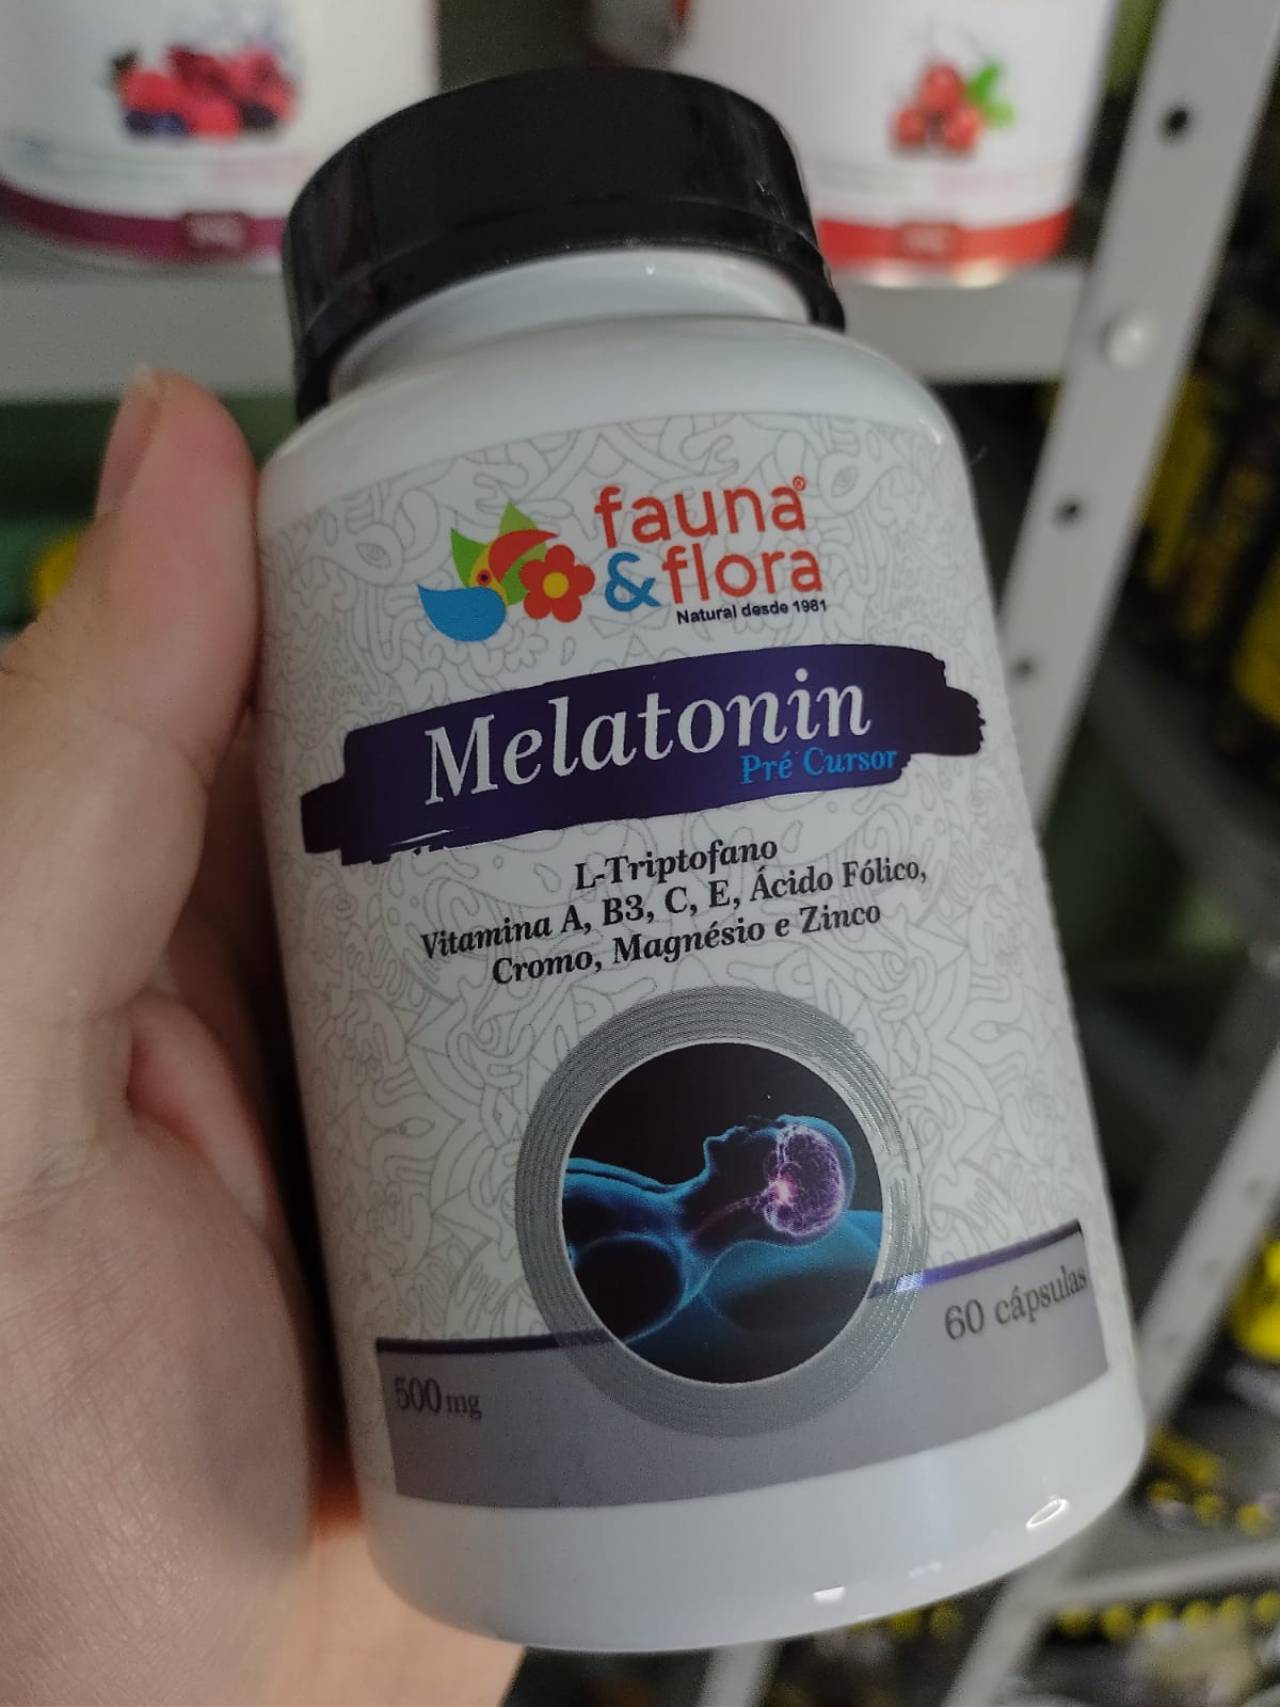 fauna®
& flora
Natural desde 1981
Melatonin
Pré Cursor
L-Triptofano
Vitamina A, B3, C, E, Ácido Fólico,
Cromo, Magnésio e Zinco
500 mg
60 cápsulas